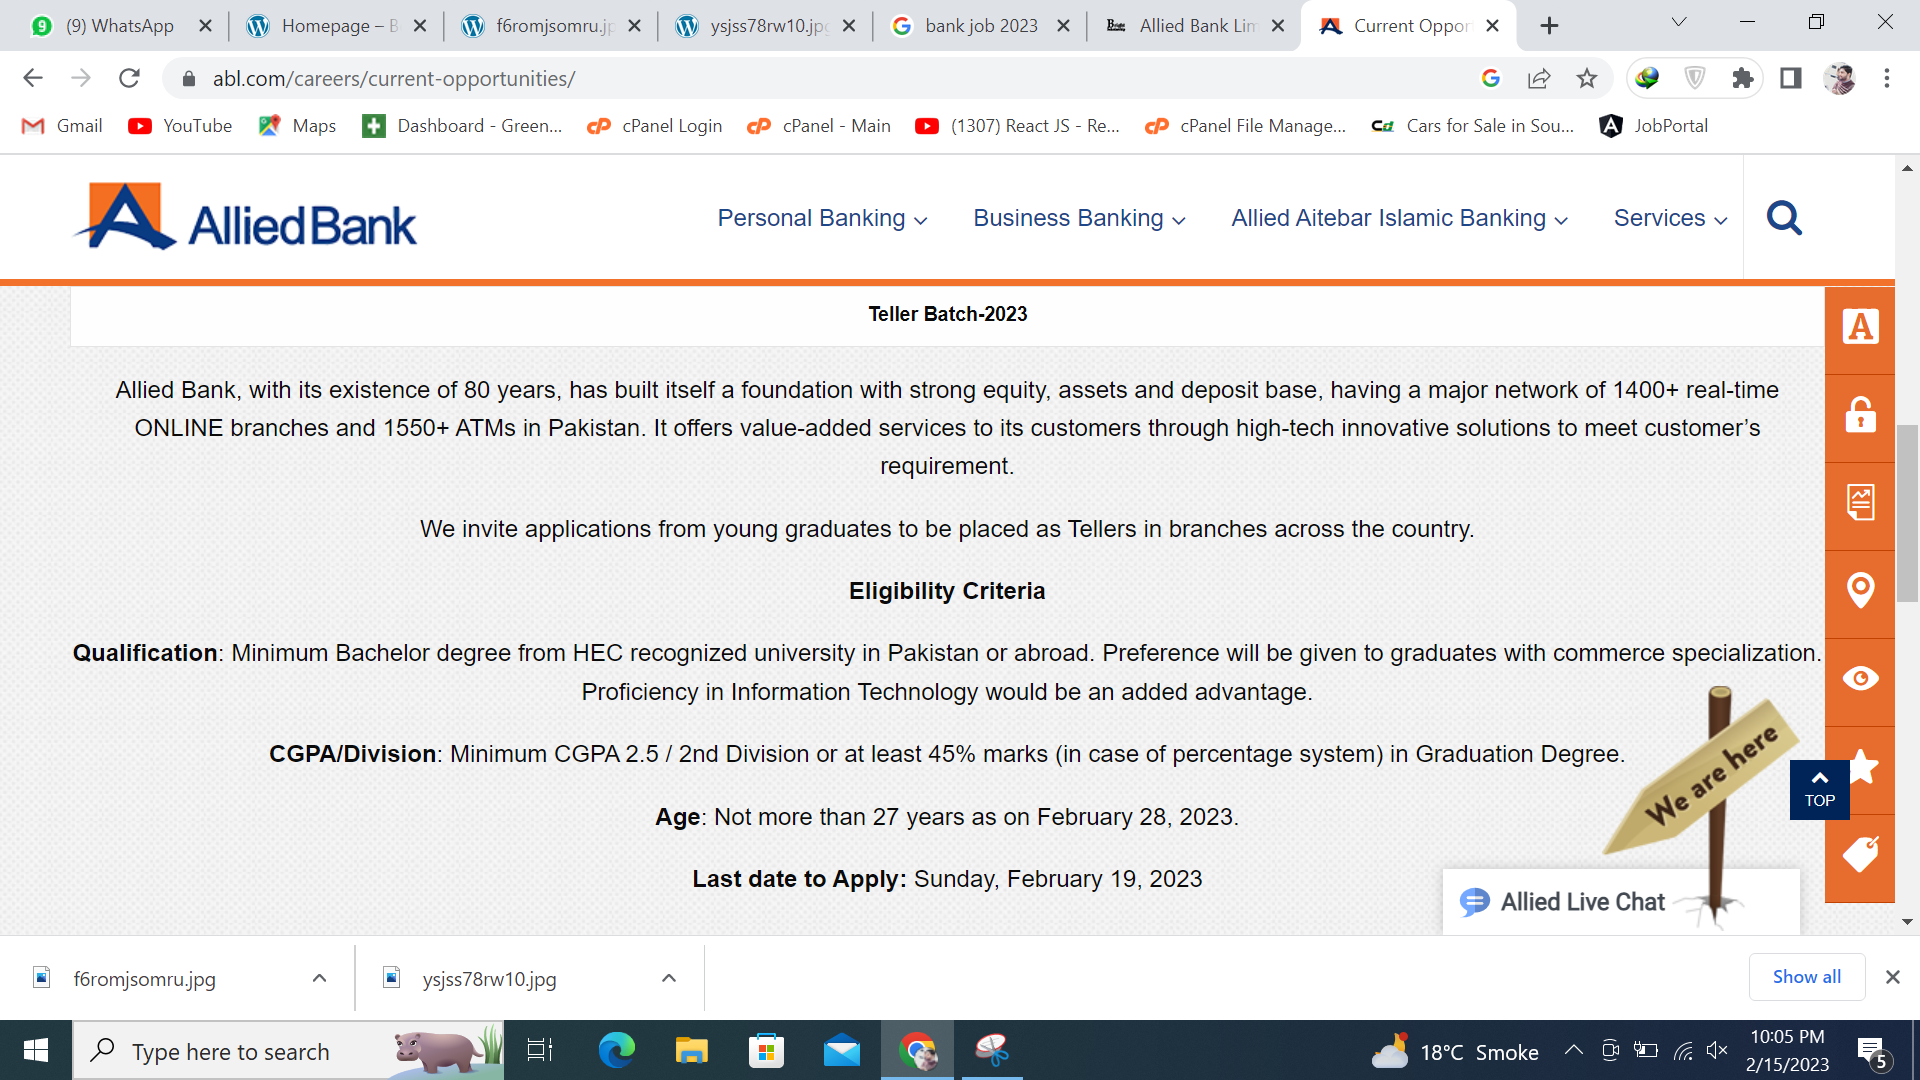 (9) WhatsApp
Homepage – B
f6romjsomru.jp
ysjss78rw10.jpg
bank job 2023
Allied Bank Lim
Current Oppor
abl.com/careers/current-opportunities/
Gmail
YouTube
Maps
Dashboard - Green...
cPanel Login
cPanel - Main
(1307) React JS - Re...
cPanel File Manage...
Cars for Sale in Sou...
JobPortal
Allied Bank
Personal Banking
Business Banking
Allied Aitebar Islamic Banking
Services
Teller Batch-2023
Allied Bank, with its existence of 80 years, has built itself a foundation with strong equity, assets and deposit base, having a major network of 1400+ real-time
ONLINE branches and 1550+ ATMs in Pakistan. It offers value-added services to its customers through high-tech innovative solutions to meet customer’s
requirement.
We invite applications from young graduates to be placed as Tellers in branches across the country.
Eligibility Criteria
Qualification: Minimum Bachelor degree from HEC recognized university in Pakistan or abroad. Preference will be given to graduates with commerce specialization.
Proficiency in Information Technology would be an added advantage.
CGPA/Division: Minimum CGPA 2.5 / 2nd Division or at least 45% marks (in case of percentage system) in Graduation Degree.
Age: Not more than 27 years as on February 28, 2023.
Last date to Apply: Sunday, February 19, 2023
We are here
TOP
Allied Live Chat
f6romjsomru.jpg
ysjss78rw10.jpg
Show all
Type here to search
18°C Smoke
10:05 PM
2/15/2023
5